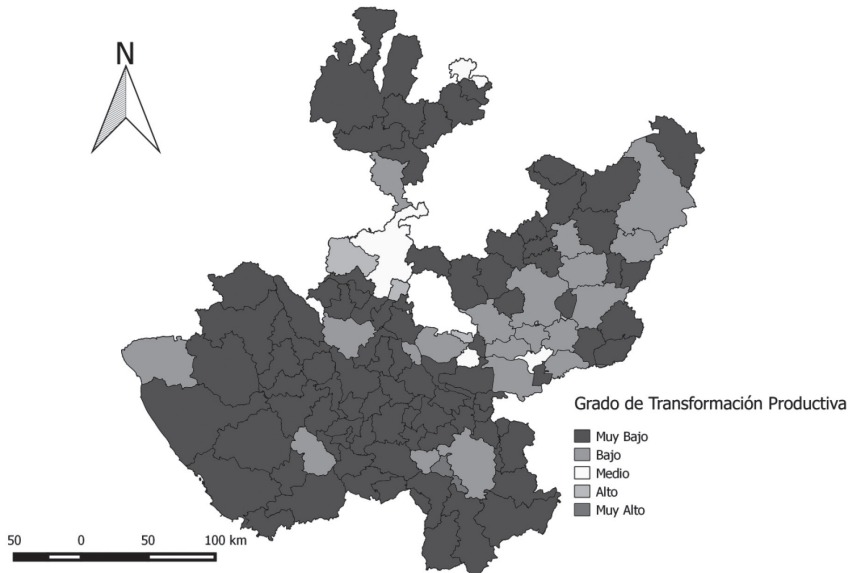 N
Grado de Transformación Productiva
Muy Bajo
Bajo
Medio
Alto
Muy Alto
50 0 50 100 km